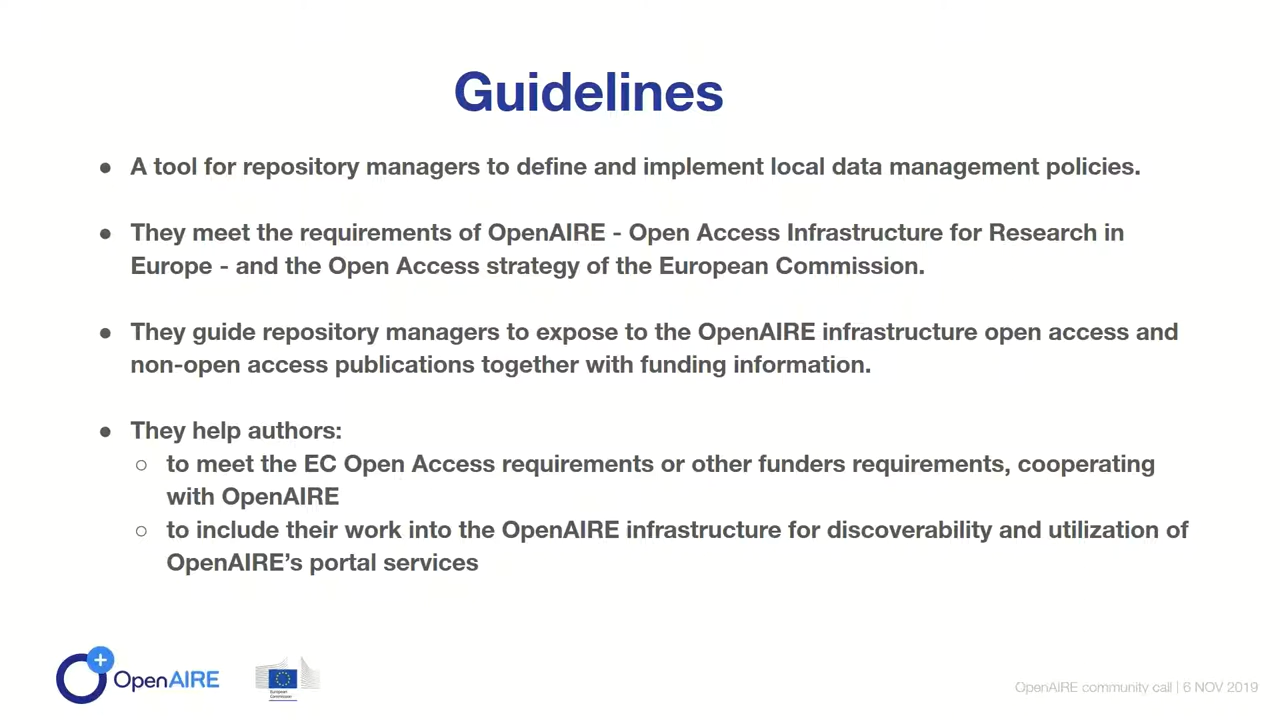 Guidelines
● A tool for repository managers to define and implement local data management policies.
● They meet the requirements of OpenAIRE - Open Access Infrastructure for Research in
Europe - and the Open Access strategy of the European Commission.
● They guide repository managers to expose to the OpenAIRE infrastructure open access and
non-open access publications together with funding information.
● They help authors:
○ to meet the EC Open Access requirements or other funders requirements, cooperating
with OpenAIRE
○ to include their work into the OpenAIRE infrastructure for discoverability and utilization of
OpenAIRE’s portal services
OpenAIRE
European
Commission
OpenAIRE community call | 6 NOV 2019